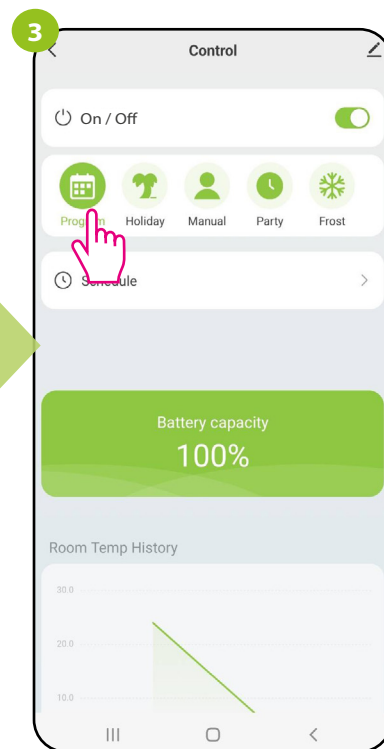 3
Control
On / Off
Program Holiday Manual Party Frost
Schedule
Battery capacity
100%
Room Temp History
30.0
20.0
10.0